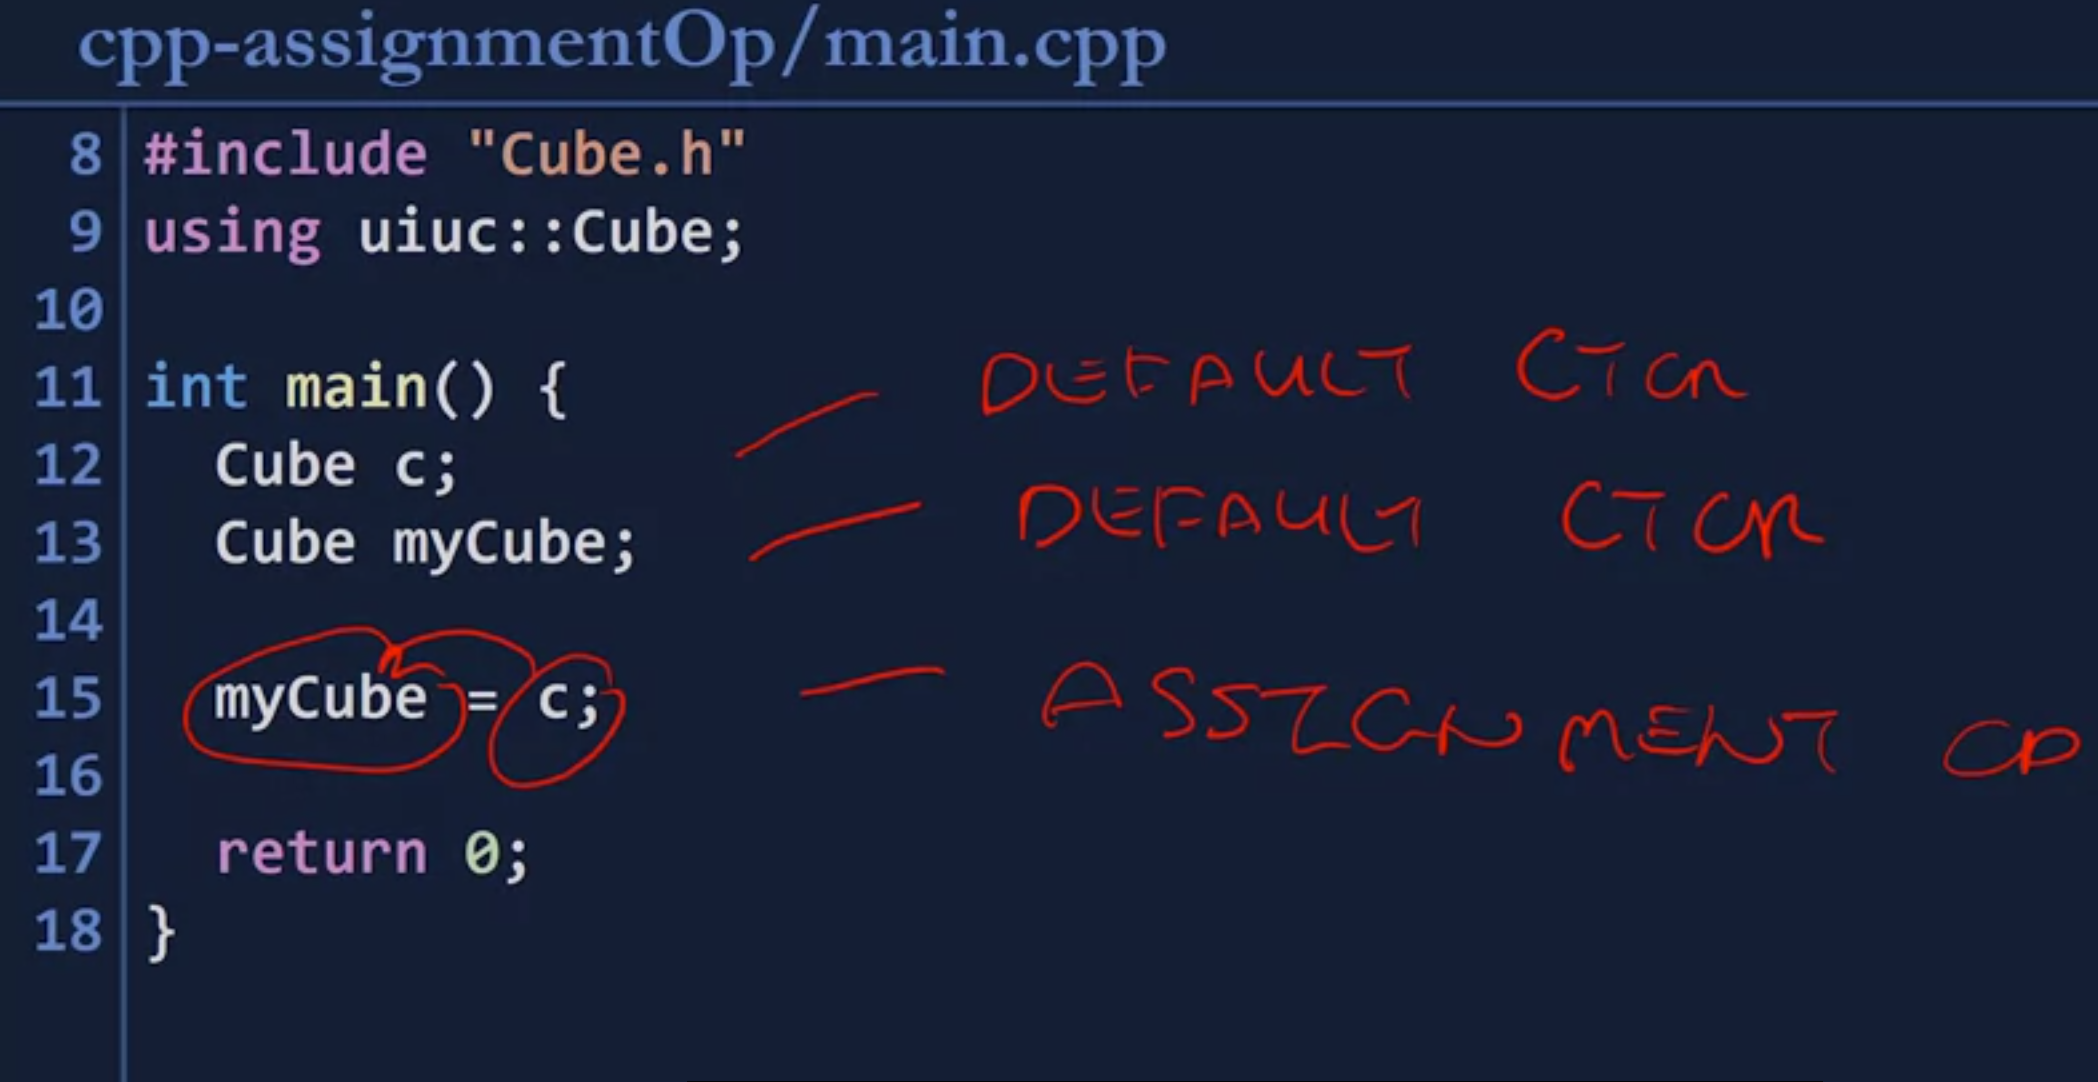 cpp-assignmentOp/main.cpp
8 #include "Cube.h"
9 using uiuc::Cube;
10
11 int main() {
DEFAULT CTOR
12 Cube c;
13 Cube myCube;
DEFAULT CTOR
14
15 myCube = c;
ASSIGNMENT OP
16
17 return 0;
18 }